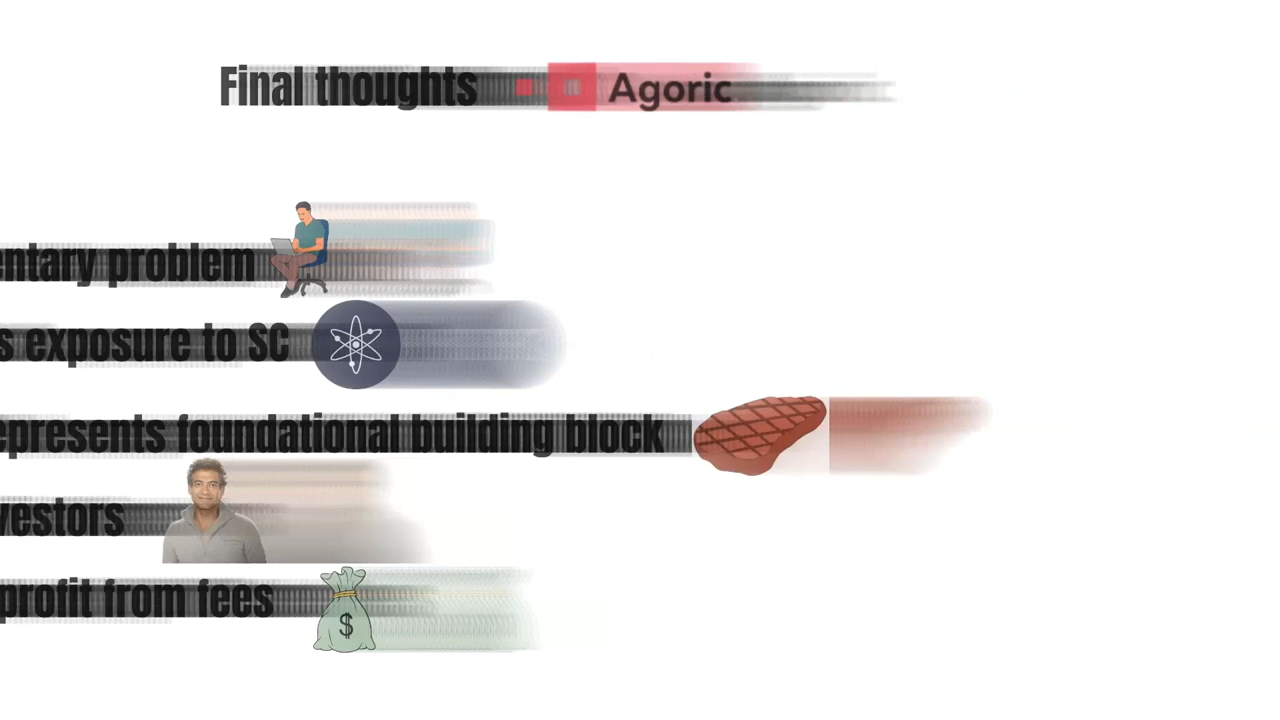 Final thoughts Agoric
entary problem
s exposure to SC
epresents foundational building block
vestors
profit from fees
$